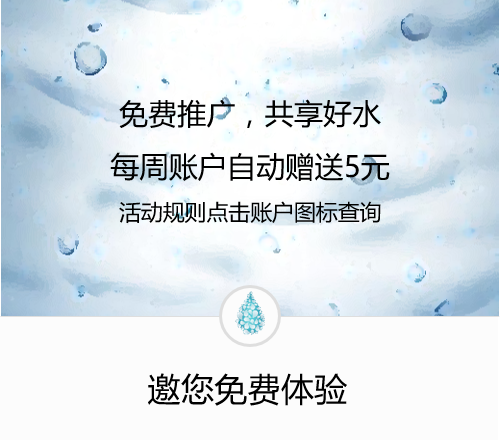 免费推广，共享好水
每周账户自动赠送5元
活动规则点击账户图标查询
邀您免费体验